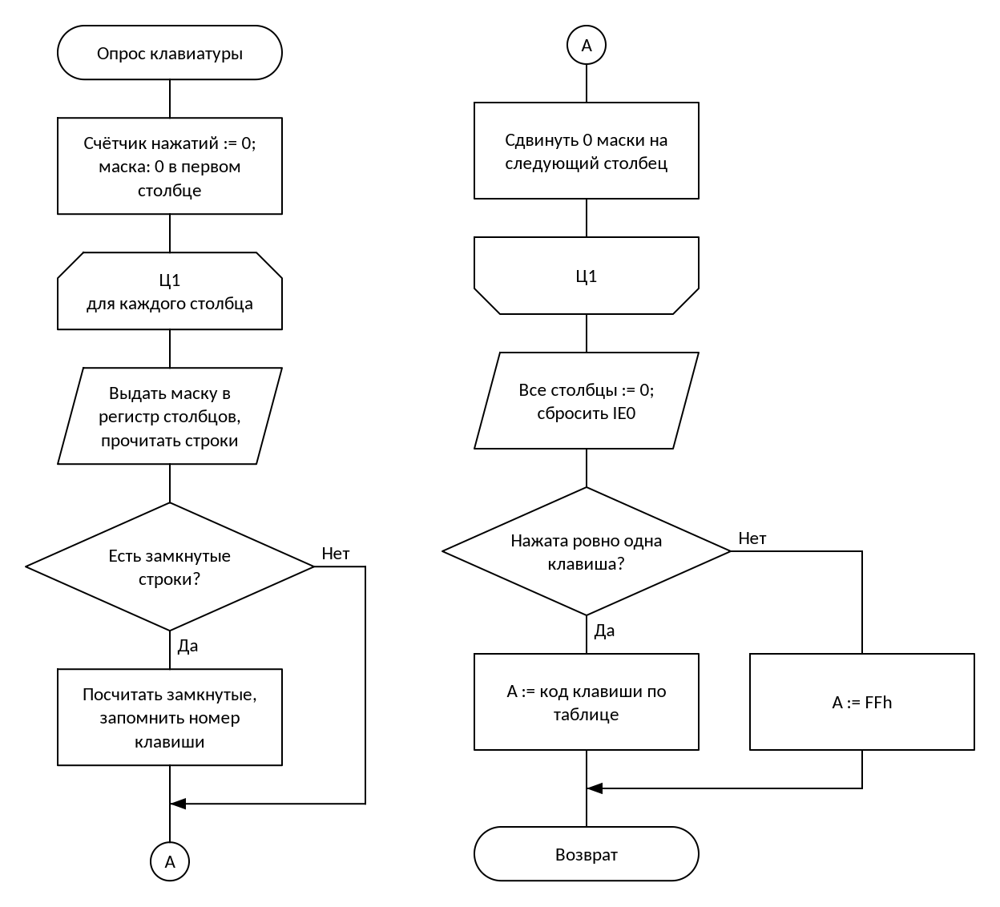 Опрос клавиатуры
Счётчик нажатий := 0;
маска: 0 в первом
столбце
Ц1
для каждого столбца
Выдать маску в
регистр столбцов,
прочитать строки
Есть замкнутые
строки?
Нет
Да
Посчитать замкнутые,
запомнить номер
клавиши
А
А
Сдвинуть 0 маски на
следующий столбец
Ц1
Все столбцы := 0;
сбросить IE0
Нажата ровно одна
клавиша?
Нет
Да
A := код клавиши по
таблице
A := FFh
Возврат